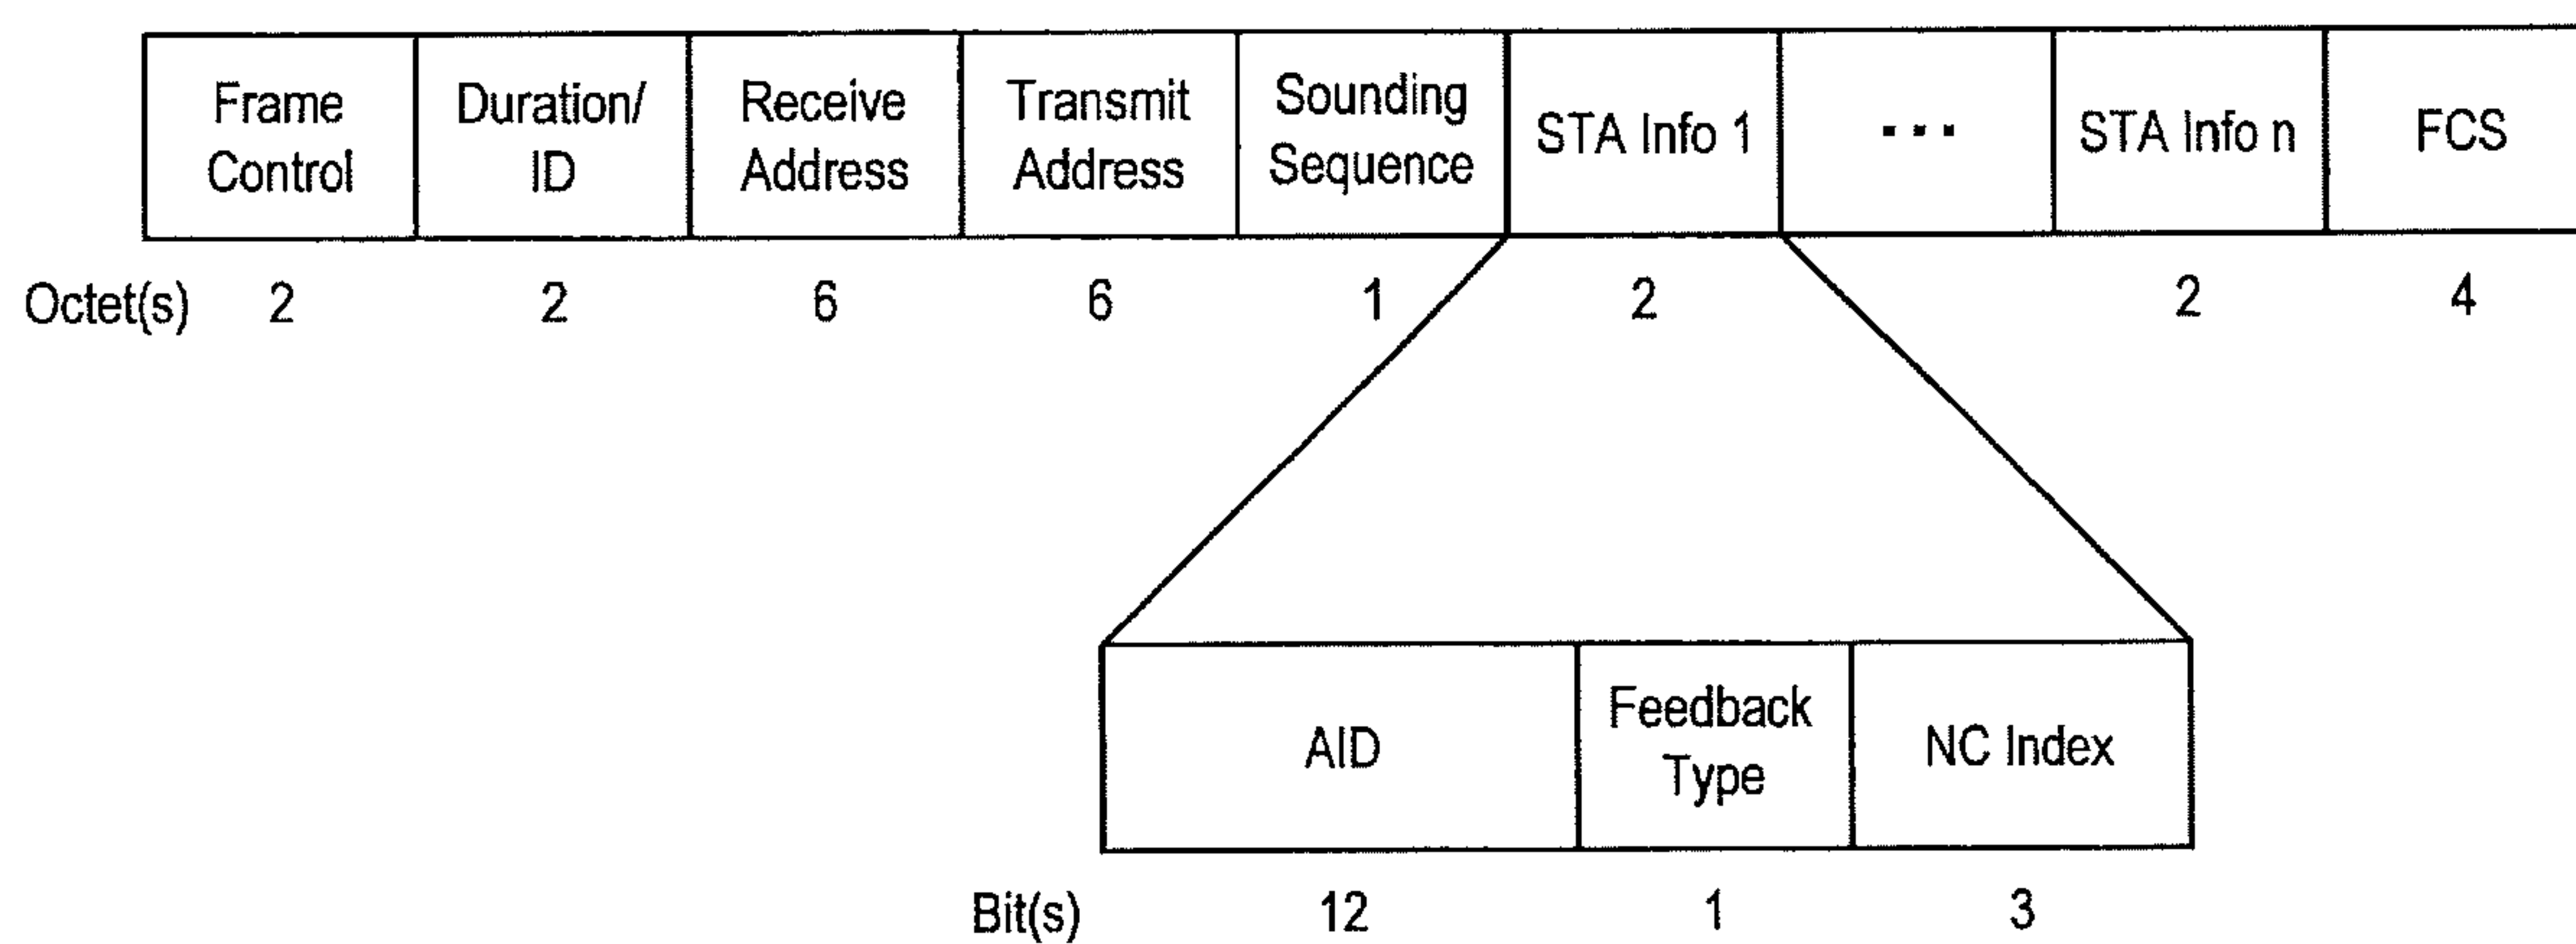 Frame Control
Duration/ ID
Receive Address
Transmit Address
Sounding Sequence
STA Info 1
...
STA Info n
FCS
Octet(s) 2 2 6 6 1 2 2 4
AID
Feedback Type
NC Index
Bit(s) 12 1 3